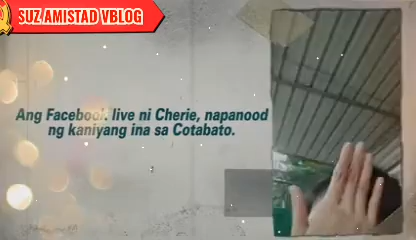 SUZ AMISTAD VBLOG
Ang Facebook live ni Cherie, napanood
ng kaniyang ina sa Cotabato.